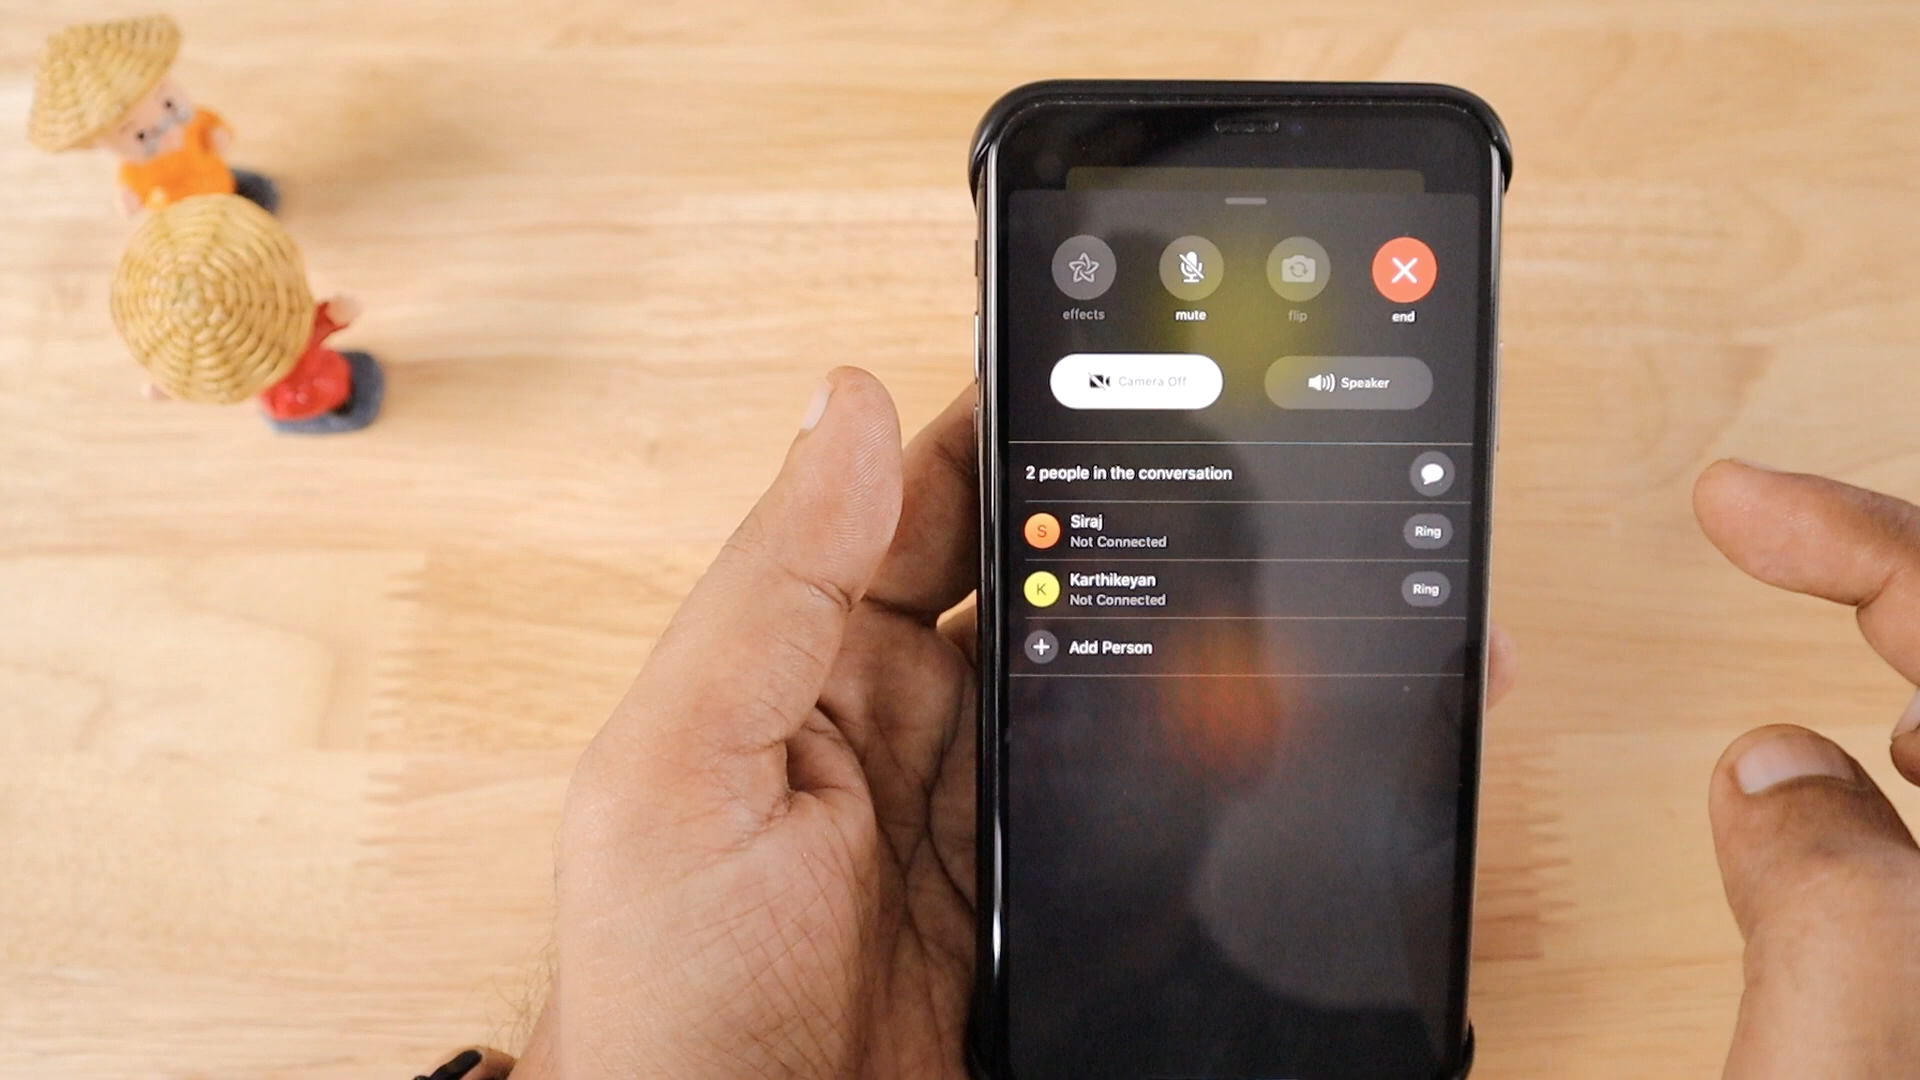 effects
mute
flip
end
Camera Off
Speaker
2 people in the conversation
S
Siraj
Not Connected
Ring
K
Karthikeyan
Not Connected
Ring
+ Add Person